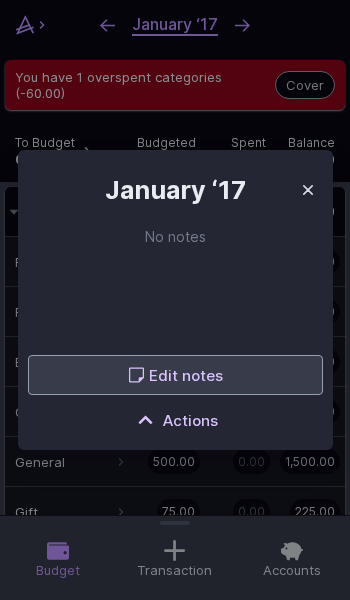 January ‘17
You have 1 overspent categories
(-60.00)
Cover
To Budget Budgeted Spent Balance
January ‘17
No notes
Edit notes
Actions
General 500.00 0.00 1,500.00
Gift 75.00 0.00 225.00
Budget Transaction Accounts